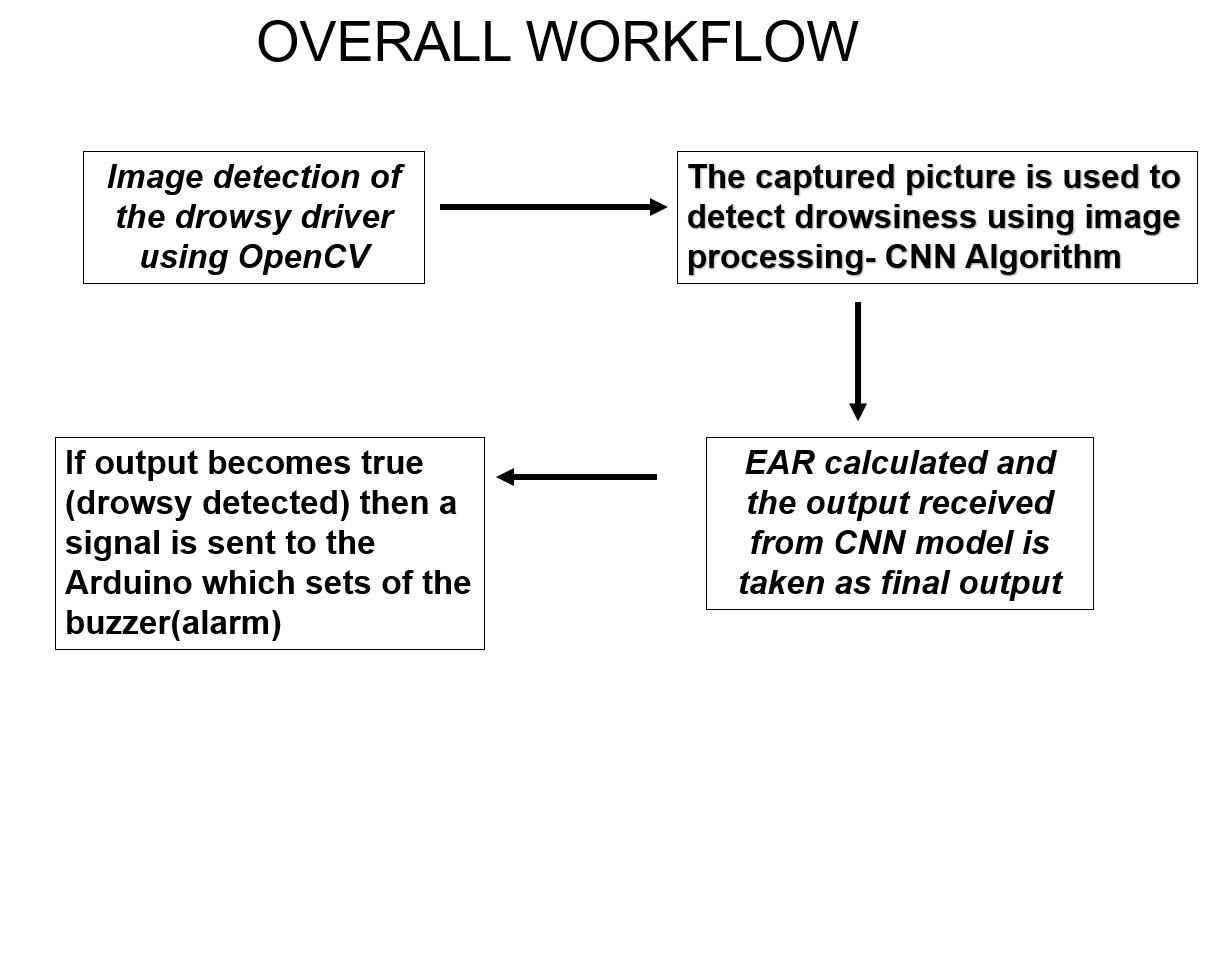 OVERALL WORKFLOW
Image detection of
the drowsy driver
using OpenCV
The captured picture is used to
detect drowsiness using image
processing- CNN Algorithm
EAR calculated and
the output received
from CNN model is
taken as final output
If output becomes true
(drowsy detected) then a
signal is sent to the
Arduino which sets of the
buzzer(alarm)